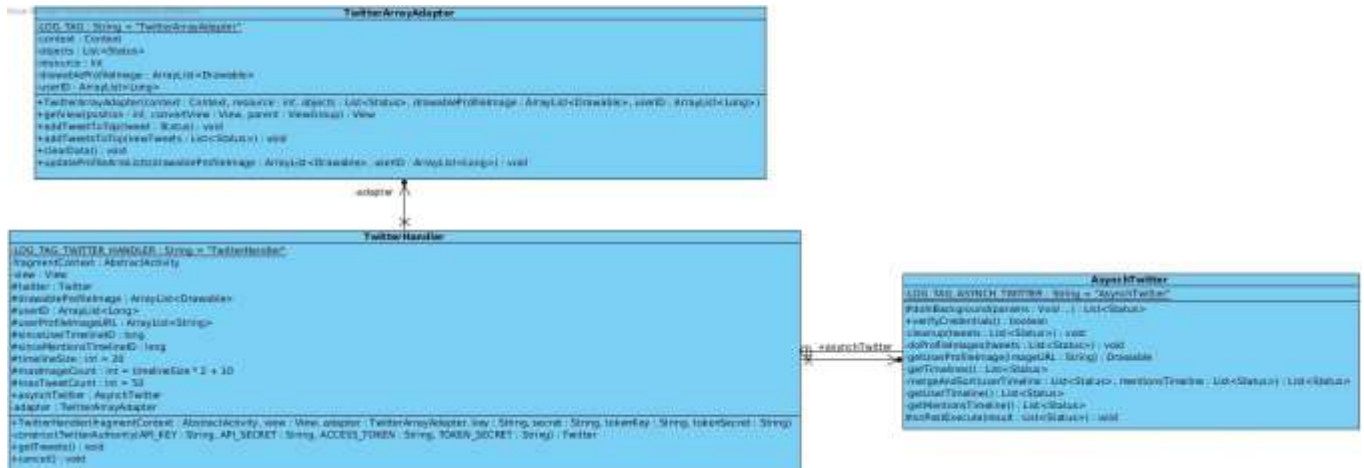 TwitterArrayAdapter
-LOG_TAG : String = "TwitterArrayAdapter"
-context : Context
-objects : List<Status>
-resource : int
-drawableProfileImage : ArrayList<Drawable>
-userID : ArrayList<Long>
+TwitterArrayAdapter(context : Context, resource : int, objects : List<Status>, drawableProfileImage : ArrayList<Drawable>, userID : ArrayList<Long>)
+getView(position : int, convertView : View, parent : ViewGroup) : View
+addTweetToTop(tweet : Status) : void
+addTweetsToTop(newTweets : List<Status>) : void
+clearData() : void
(drawableProfileImage : ArrayList<Drawable>, userID : ArrayList<Long>) : void
-adapter
TwitterHandler
-LOG_TAG_TWITTER_HANDLER : String = "TwitterHandler"
-fragmentContext : AbstractActivity
-view : View
#twitter : Twitter
#drawableProfileImage : ArrayList<Drawable>
#userID : ArrayList<Long>
#userProfileImageURL : ArrayList<String>
#sinceUserTimelineID : long
#sinceMentionsTimelineID : long
#timelineSize : int = 20
#maxImageCount : int = timelineSize * 2 + 10
#maxTweetCount : int = 50
+asynchTwitter : AsynchTwitter
-adapter : TwitterArrayAdapter
+TwitterHandler(fragmentContext : AbstractActivity, view : View, adapter : TwitterArrayAdapter, key : String, secret : String, tokenKey : String, tokenSecret : String)
-constructTwitterAuthority(API_KEY : String, API_SECRET : String, ACCESS_TOKEN : String, TOKEN_SECRET : String) : Twitter
+getTweets() : void
+cancel() : void
+asynchTwitter
AsynchTwitter
-LOG_TAG_ASYNCH_TWITTER : String = "AsynchTwitter"
#doInBackground(params : Void ...) : List<Status>
+verifyCredentials() : boolean
-cleanup(tweets : List<Status>) : void
-doProfileImages(tweets : List<Status>) : void
-getUserProfileImage(imageURL : String) : Drawable
-getTimelines() : List<Status>
-mergeAndSort(userTimeline : List<Status>, mentionsTimeline : List<Status>) : List<Status>
-getUserTimeline() : List<Status>
-getMentionsTimeline() : List<Status>
#onPostExecute(result : List<Status>) : void